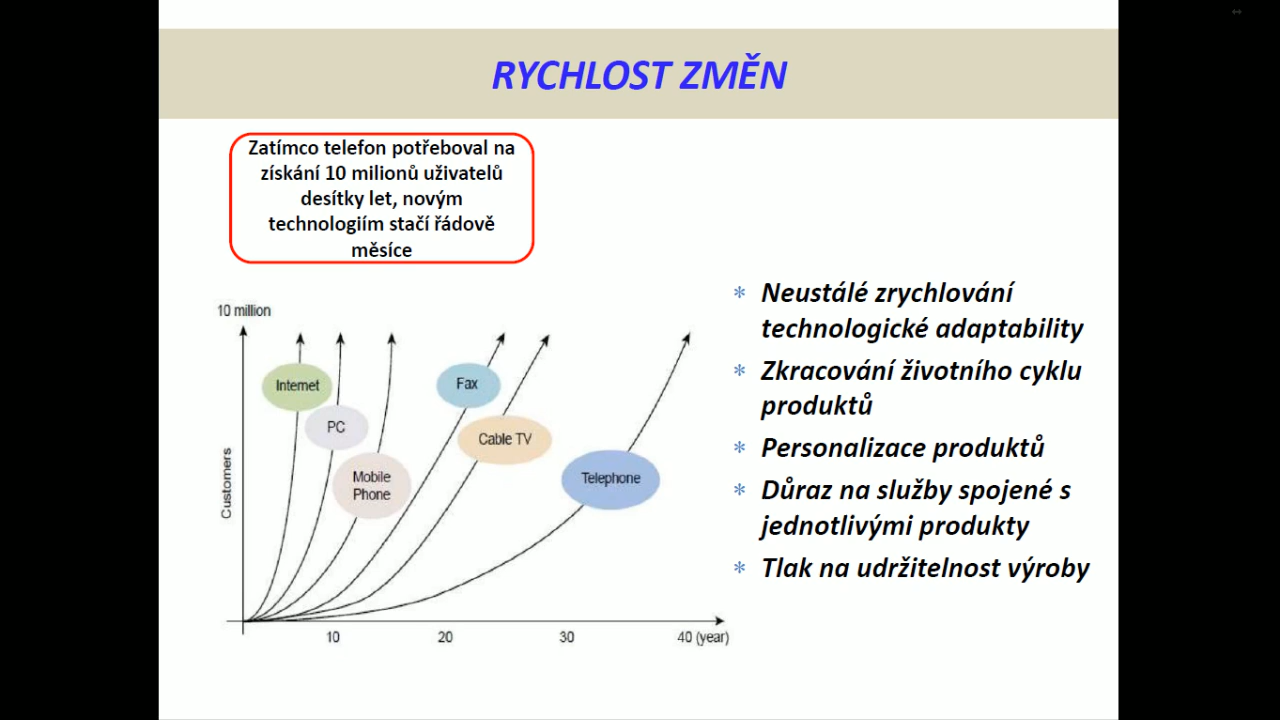 RYCHLOST ZMĚN
Zatímco telefon potřeboval na
získání 10 milionů uživatelů
desítky let, novým
technologiím stačí řádově
měsíce
10 million
Internet
PC
Mobile
Phone
Fax
Cable TV
Telephone
Customers
10
20
30
40 (year)
* Neustálé zrychlování
technologické adaptability
* Zkracování životního cyklu
produktů
* Personalizace produktů
* Důraz na služby spojené s
jednotlivými produkty
* Tlak na udržitelnost výroby